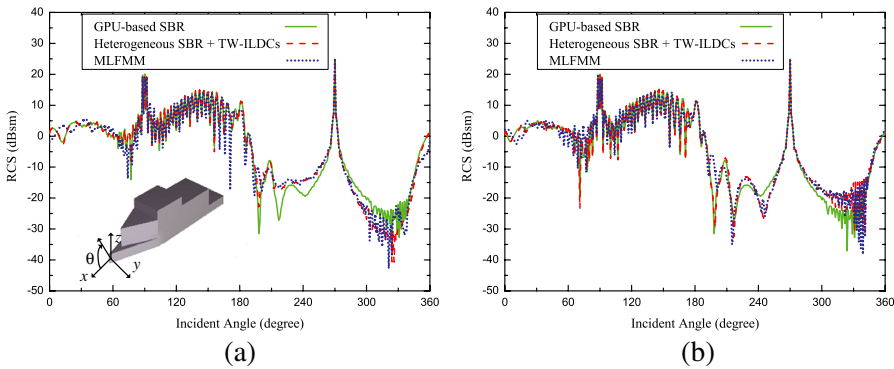 GPU-based SBR
Heterogeneous SBR + TW-ILDCs
MLFMM
RCS (dBsm)
50
40
30
20
10
0
-10
-20
-30
-40
-50
0 60 120 180 240 300 360
Incident Angle (degree)
θ
z
x
y
(a)
GPU-based SBR
Heterogeneous SBR + TW-ILDCs
MLFMM
RCS (dBsm)
50
40
30
20
10
0
-10
-20
-30
-40
-50
0 60 120 180 240 300 360
Incident Angle (degree)
(b)